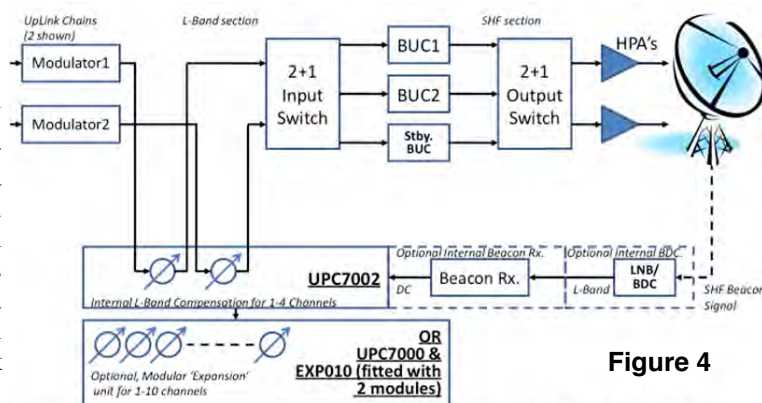 UpLink Chains
(2 shown)
L-Band section
SHF section
Modulator1
Modulator2
2+1
Input
Switch
BUC1
BUC2
Stby.
BUC
2+1
Output
Switch
HPA's
UPC7002
Internal L-Band Compensation for 1-4 Channels
Optional Internal Beacon Rx.
Beacon Rx.
DC
Optional Internal BDC.
LNB/
BDC
L-Band
SHF Beacon
Signal
OR
UPC7000 &
EXP010 (fitted with
2 modules)
Optional, Modular 'Expansion'
unit for 1-10 channels
Figure 4